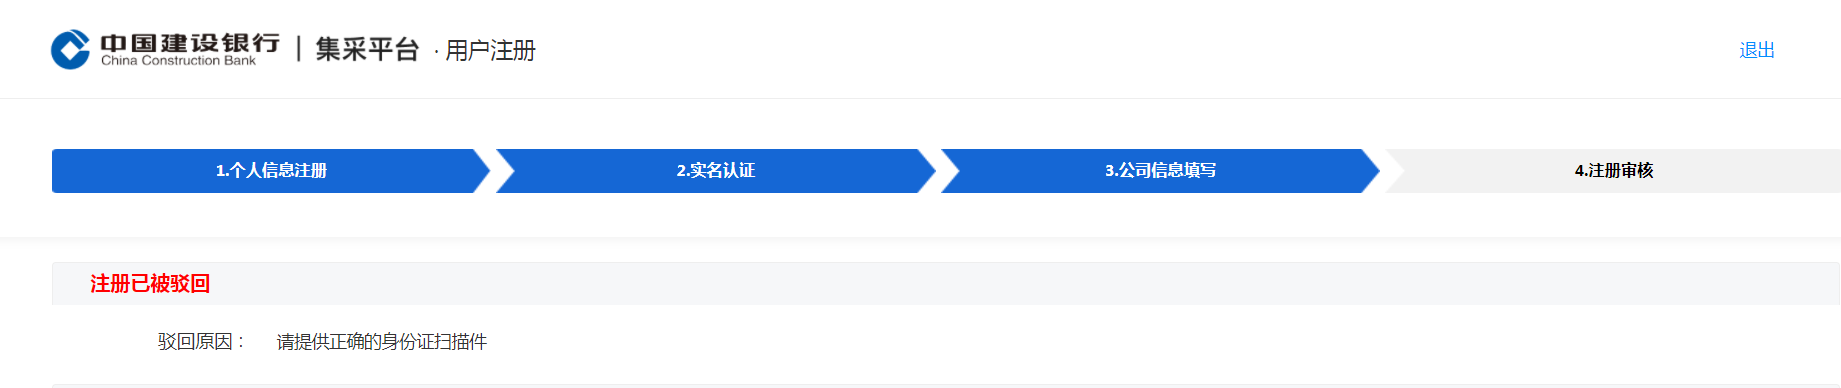 中国建设银行 | 集采平台 · 用户注册
China Construction Bank
退出
1.个人信息注册
2.实名认证
3.公司信息填写
4.注册审核
注册已被驳回
驳回原因： 请提供正确的身份证扫描件